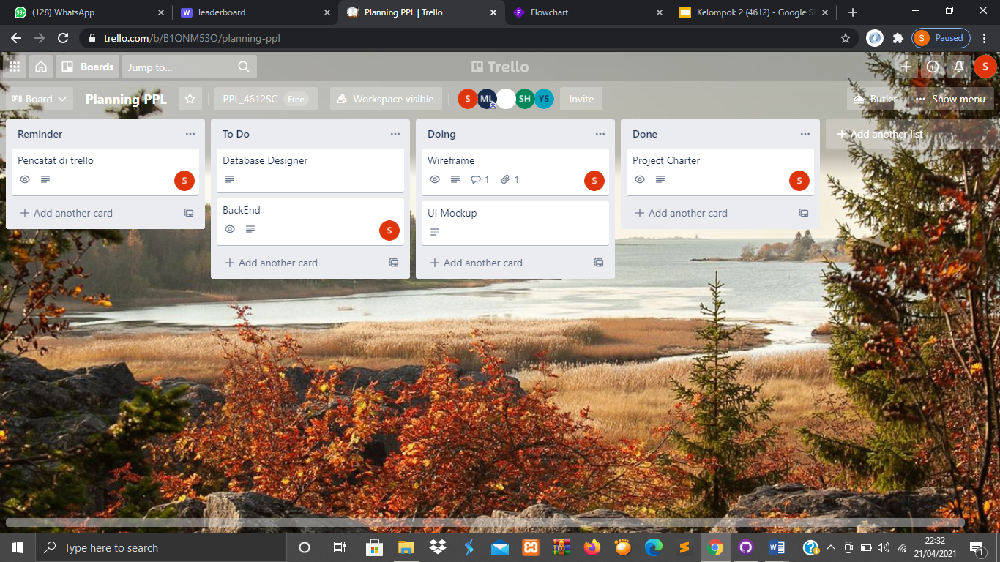 99+ (128) WhatsApp
W leaderboard
Planning PPL | Trello
F Flowchart
Kelompok 2 (4612) - Google Sl
trello.com/b/B1QNM53O/planning-ppl
S Paused
Boards
Jump to...
Trello
S
Board
Planning PPL
PPL_4612SC Free
Workspace visible
S ML SH YS
Invite
Butler
Show menu
Reminder
Pencatat di trello
S
Add another card
To Do
Database Designer
BackEnd
S
Add another card
Doing
Wireframe
1 1 S
UI Mockup
Add another card
Done
Project Charter
S
Add another card
Add another list
Type here to search
22:32
21/04/2021
1